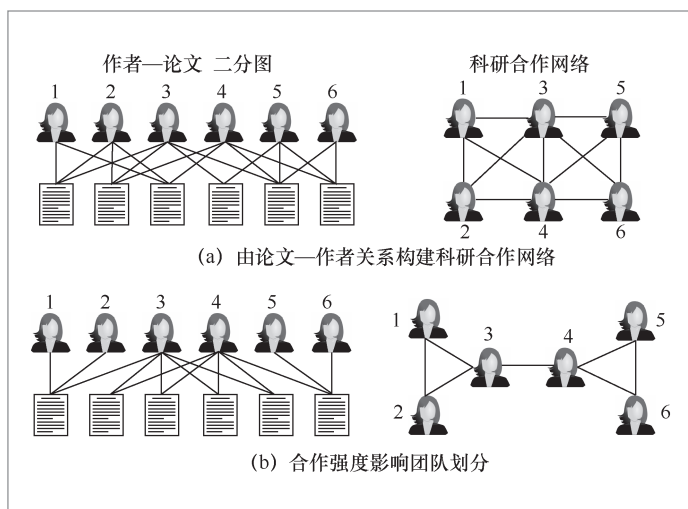 作者—论文 二分图
科研合作网络
1 2 3 4 5 6
1 3 5
2 4 6
(a) 由论文—作者关系构建科研合作网络
1 2 3 4 5 6
1 5
3 4
2 6
(b) 合作强度影响团队划分